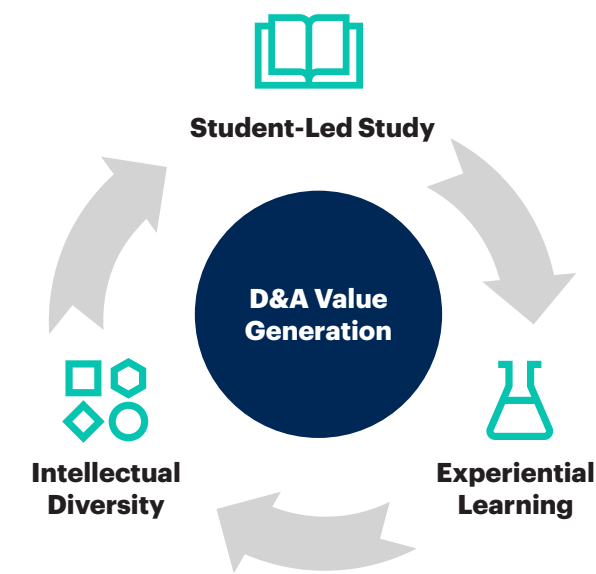 Student-Led Study
D&A Value
Generation
Intellectual
Diversity
Experiential
Learning